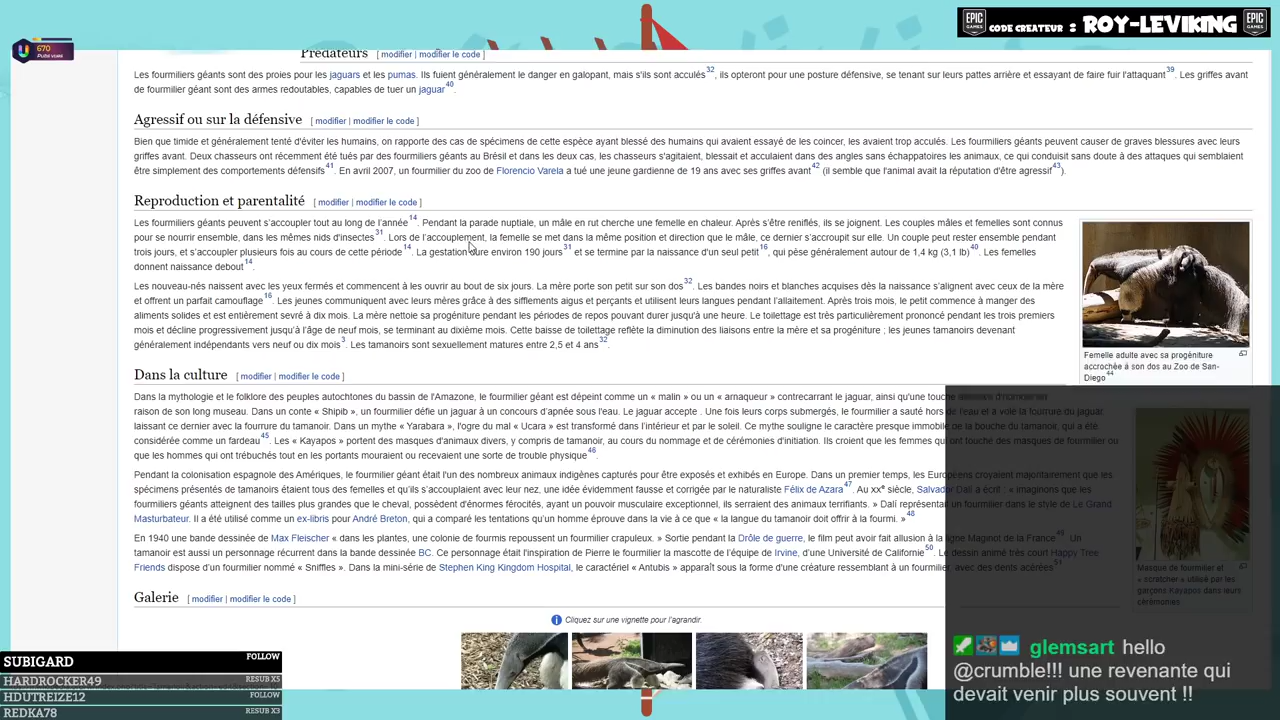 670
Publi voies
EPIC GAMES
CODE CREATEUR : ROY-LEVIKING
EPIC GAMES
Prédateurs [ modifier | modifier le code ]
Les fourmiliers géants sont des proies pour les jaguars et les pumas. Ils fuient généralement le danger en galopant, mais s'ils sont acculés32, ils opteront pour une posture défensive, se tenant sur leurs pattes arrière et essayant de faire fuir l'attaquant39. Les griffes avant
de fourmilier géant sont des armes redoutables, capables de tuer un jaguar40.
Agressif ou sur la défensive [ modifier | modifier le code ]
Bien que timide et généralement tenté d'éviter les humains, on rapporte des cas de spécimens de cette espèce ayant blessé des humains qui avaient essayé de les coincer, les avaient trop acculés. Les fourmiliers géants peuvent causer de graves blessures avec leurs
griffes avant. Deux chasseurs ont récemment été tués par des fourmiliers géants au Brésil et dans les deux cas, les chasseurs s'agitaient, blessait et acculaient dans des angles sans échappatoires les animaux, ce qui conduisit sans doute à des attaques qui semblaient
être simplement des comportements défensifs41. En avril 2007, un fourmilier du zoo de Florencio Varela a tué une jeune gardienne de 19 ans avec ses griffes avant42 (il semble que l'animal avait la réputation d'être agressif43).
Reproduction et parentalité [ modifier | modifier le code ]
Les fourmiliers géants peuvent s'accoupler tout au long de l'année14. Pendant la parade nuptiale, un mâle en rut cherche une femelle en chaleur. Après s'être reniflés, ils se joignent. Les couples mâles et femelles sont connus
pour se nourrir ensemble, dans les mêmes nids d'insectes31. Lors de l'accouplement, la femelle se met dans la même position et direction que le mâle, ce dernier s'accroupit sur elle. Un couple peut rester ensemble pendant
trois jours, et s'accoupler plusieurs fois au cours de cette période14. La gestation dure environ 190 jours31 et se termine par la naissance d'un seul petit16, qui pèse généralement autour de 1,4 kg (3,1 lb)40. Les femelles
donnent naissance debout14.
Les nouveau-nés naissent avec les yeux fermés et commencent à les ouvrir au bout de six jours. La mère porte son petit sur son dos32. Les bandes noirs et blanches acquises dès la naissance s'alignent avec ceux de la mère
et offrent un parfait camouflage16. Les jeunes communiquent avec leurs mères grâce à des sifflements aigus et perçants et utilisent leurs langues pendant l'allaitement. Après trois mois, le petit commence à manger des
aliments solides et est entièrement sevré à dix mois. La mère nettoie sa progéniture pendant les périodes de repos pouvant durer jusqu'à une heure. Le toilettage est très particulièrement prononcé pendant les trois premiers
mois et décline progressivement jusqu'à l'âge de neuf mois, se terminant au dixième mois. Cette baisse de toilettage reflète la diminution des liaisons entre la mère et sa progéniture ; les jeunes tamanoirs devenant
généralement indépendants vers neuf ou dix mois3. Les tamanoirs sont sexuellement matures entre 2,5 et 4 ans32.
Femelle adulte avec sa progéniture
accrochée à son dos au Zoo de San-
Diego44
Dans la culture [ modifier | modifier le code ]
Dans la mythologie et le folklore des peuples autochtones du bassin de l'Amazone, le fourmilier géant est dépeint comme un « malin » ou un « arnaqueur » contrecarrant le jaguar, ainsi qu'une touche
raison de son long museau. Dans un conte « Shipib », un fourmilier défie un jaguar à un concours d'apnée sous l'eau. Le jaguar accepte . Une fois leurs corps submergés, le fourmilier a sauté hors de l'eau et a volé la fourrure du jaguar.
laissant ce dernier avec la fourrure du tamanoir. Dans un mythe « Yarabara », l'ogre du mal « Ucara » est transformé dans l'intérieur et par le soleil. Ce mythe souligne le caractère presque immobile de la bouche du tamanoir, qui a été
considérée comme un fardeau45. Les « Kayapos » portent des masques d'animaux divers, y compris de tamanoir, au cours du nommage et de cérémonies d'initiation. Ils croient que les femmes qui ont touché des masques de fourmilier ou
que les hommes qui ont trébuchés tout en les portants mouraient ou recevaient une sorte de trouble physique46.
Pendant la colonisation espagnole des Amériques, le fourmilier géant était l'un des nombreux animaux indigènes capturés pour être exposés et exhibés en Europe. Dans un premier temps, les Européens croyaient majoritairement que les
spécimens présentés de tamanoirs étaient tous des femelles et qu'ils s'accouplaient avec leur nez, une idée évidemment fausse et corrigée par le naturaliste Félix de Azara47. Au XXe siècle, Salvador Dali a écrit : « imaginons que les
fourmiliers géants atteignent des tailles plus grandes que le cheval, possèdent d'énormes férocités, ayant un pouvoir musculaire exceptionnel, ils seraient des animaux terrifiants. » Dalí représentait un fourmilier dans le style de Le Grand
Masturbateur. Il a été utilisé comme un ex-libris pour André Breton, qui a comparé les tentations qu'un homme éprouve dans la vie à ce que « la langue du tamanoir doit offrir à la fourmi. »48
En 1940 une bande dessinée de Max Fleischer « dans les plantes, une colonie de fourmis repoussent un fourmilier crapuleux. » Sortie pendant la Drôle de guerre, le film peut avoir fait allusion à la ligne Maginot de la France49. Un
tamanoir est aussi un personnage récurrent dans la bande dessinée BC. Ce personnage était l'inspiration de Pierre le fourmilier la mascotte de l'équipe de Irvine, d'une Université de Californie50. Le dessin animé très court Happy Tree
Friends dispose d'un fourmilier nommé « Sniffles ». Dans la mini-série de Stephen King Kingdom Hospital, le caractériel « Antubis » apparaît sous la forme d'une créature ressemblant à un fourmilier, avec des dents acérées51
Masque de fourmilier et
« scratcher » utilisé par les
garçons Kayapos dans leurs
cérémonies.
Galerie [ modifier | modifier le code ]
Cliquez sur une vignette pour l'agrandir.
SUBIGARD FOLLOW
HARDROCKER49 RESUB X5
HDUTREIZE12 FOLLOW
REDKA78 RESUB X3
glemsart hello
@crumble!!! une revenante qui
devait venir plus souvent !!